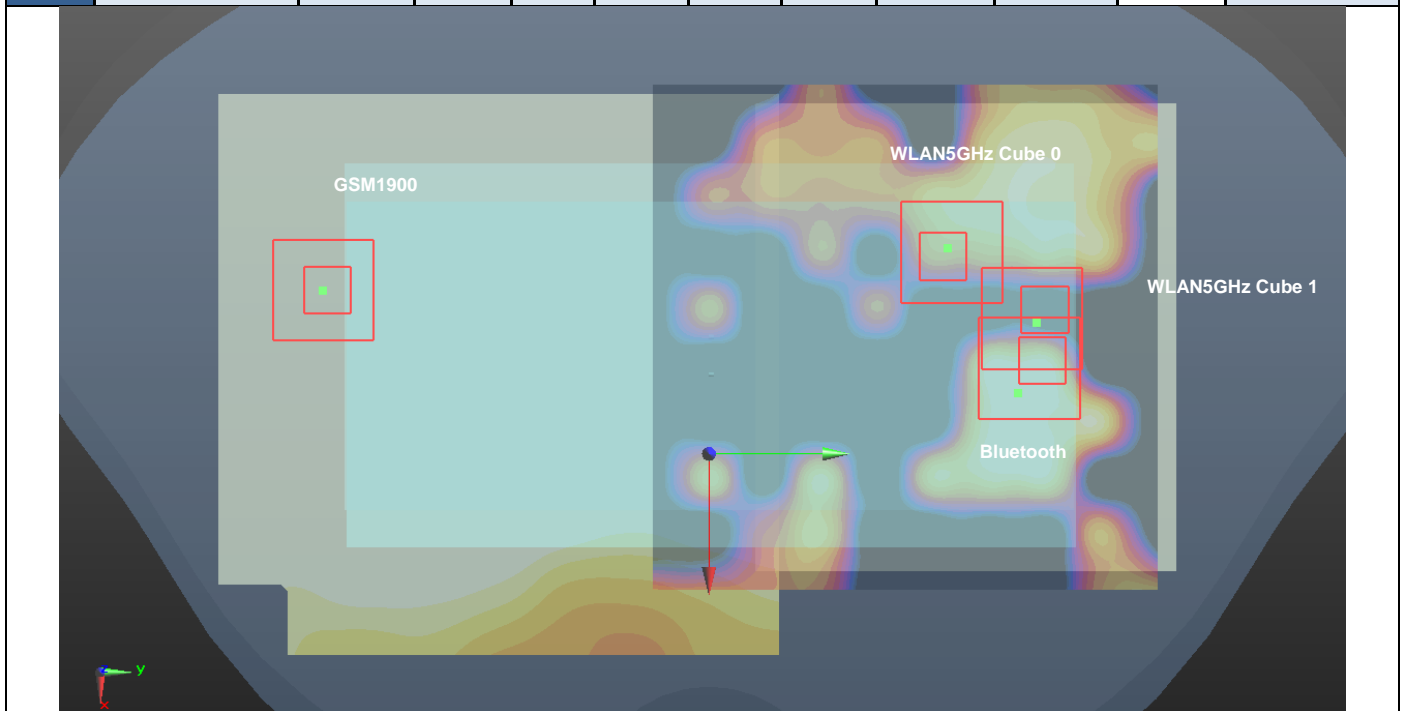 WLAN5GHz Cube 0
GSM1900
WLAN5GHz Cube 1
Bluetooth
y
x